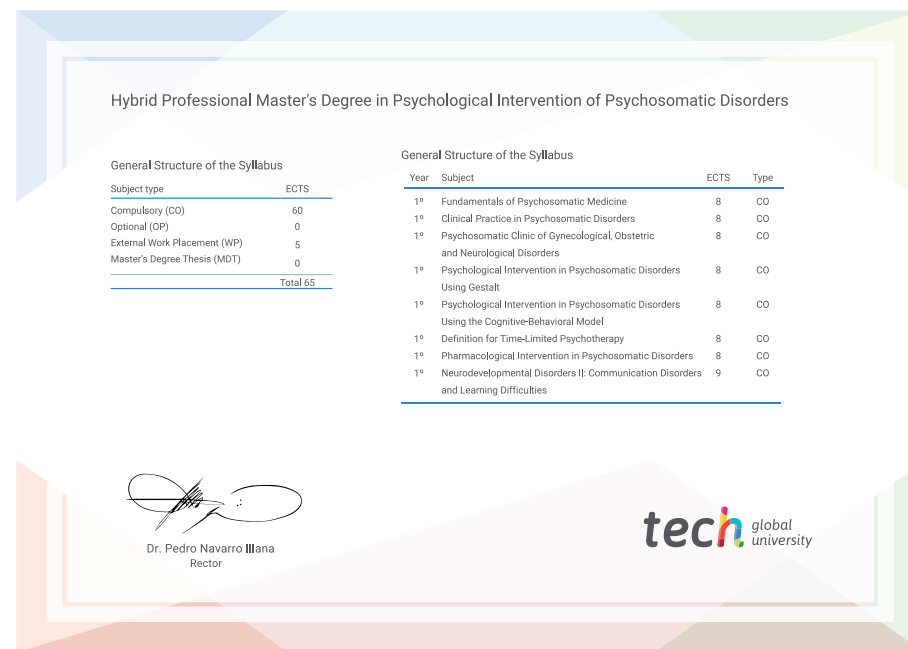 Hybrid Professional Master's Degree in Psychological Intervention of Psychosomatic Disorders
General Structure of the Syllabus
Subject type ECTS
Compulsory (CO) 60
Optional (OP) 0
External Work Placement (WP) 5
Master's Degree Thesis (MDT) 0
Total 65
General Structure of the Syllabus
Year Subject ECTS Type
1º Fundamentals of Psychosomatic Medicine 8 CO
1º Clinical Practice in Psychosomatic Disorders 8 CO
1º Psychosomatic Clinic of Gynecological, Obstetric 8 CO
and Neurological Disorders
1º Psychological Intervention in Psychosomatic Disorders 8 CO
Using Gestalt
1º Psychological Intervention in Psychosomatic Disorders 8 CO
Using the Cognitive-Behavioral Model
1º Definition for Time-Limited Psychotherapy 8 CO
1º Pharmacological Intervention in Psychosomatic Disorders 8 CO
1º Neurodevelopmental Disorders II: Communication Disorders 9 CO
and Learning Difficulties
Dr. Pedro Navarro Illana
Rector
tech global
university